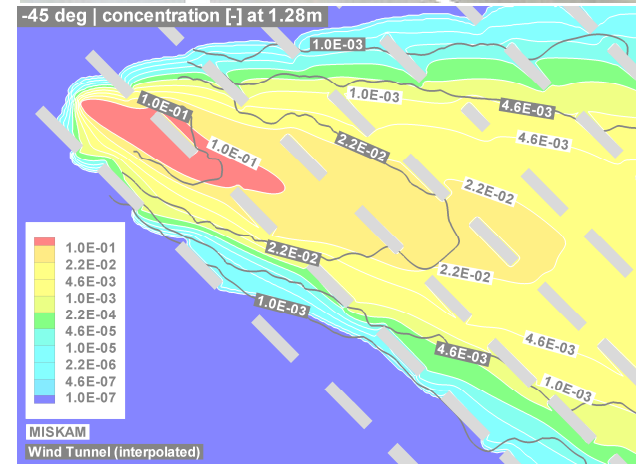 -45 deg | concentration [-] at 1.28m
1.0E-03
1.0E-03
1.0E-01
4.6E-03
4.6E-03
2.2E-02
1.0E-01
2.2E-02
2.2E-02
2.2E-02
1.0E-03
4.6E-03
4.6E-03
1.0E-03
1.0E-01
2.2E-02
4.6E-03
1.0E-03
2.2E-04
4.6E-05
1.0E-05
2.2E-06
4.6E-07
1.0E-07
MISKAM
Wind Tunnel (interpolated)